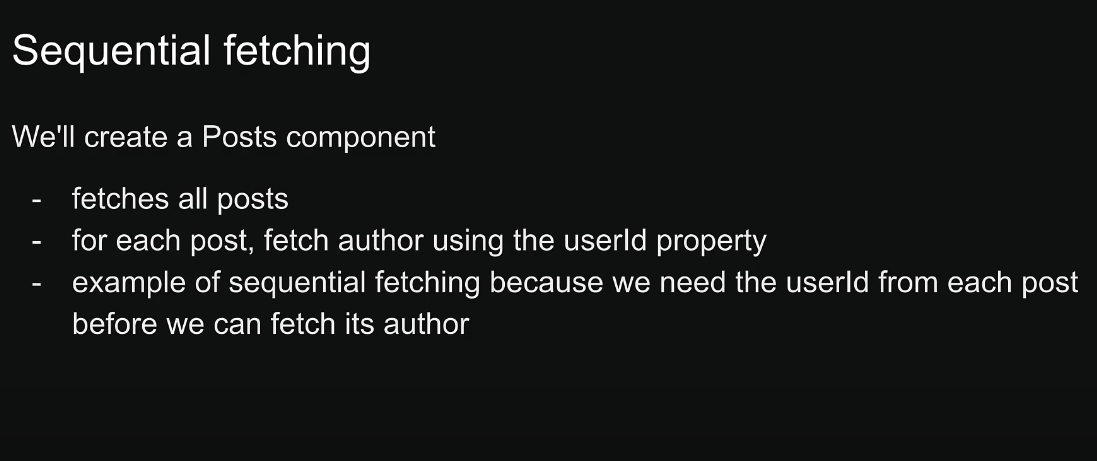 Sequential fetching
We'll create a Posts component
- fetches all posts
- for each post, fetch author using the userId property
- example of sequential fetching because we need the userId from each post
before we can fetch its author